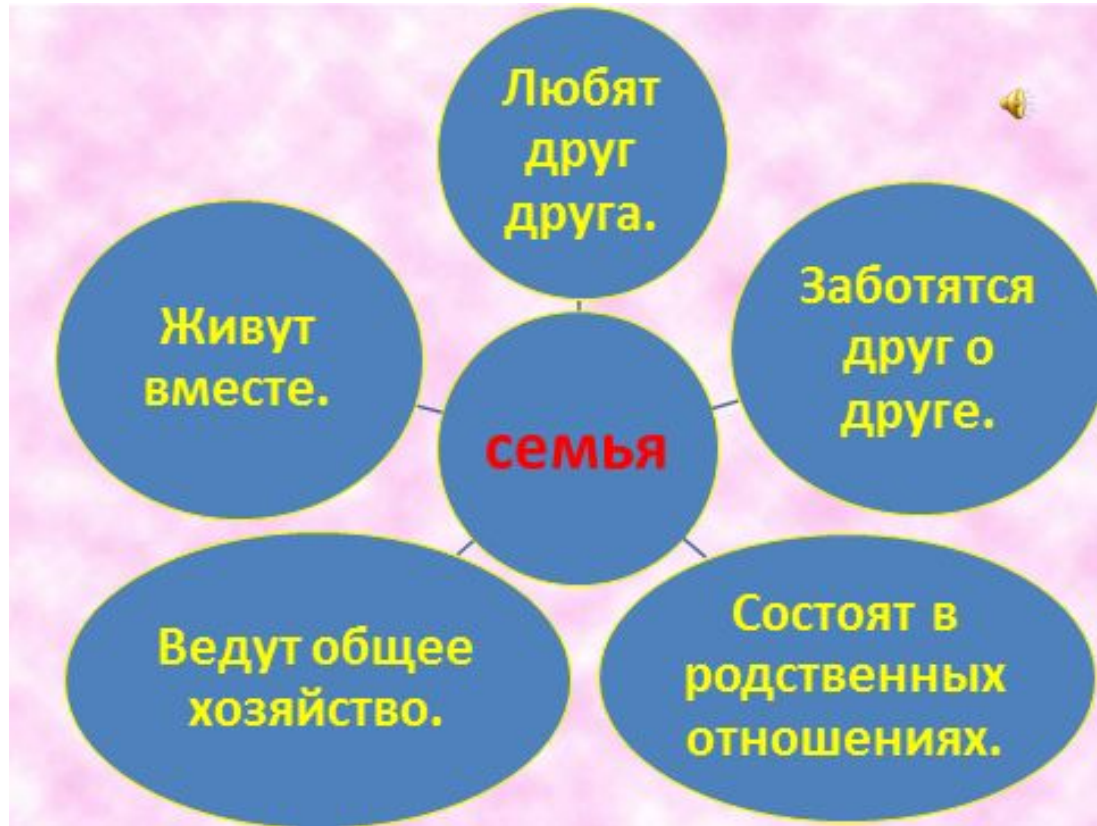 Любят
друг
друга.
Заботятся
друг о
друге.
Живут
вместе.
семья
Ведут общее
хозяйство.
Состоят в
родственных
отношениях.